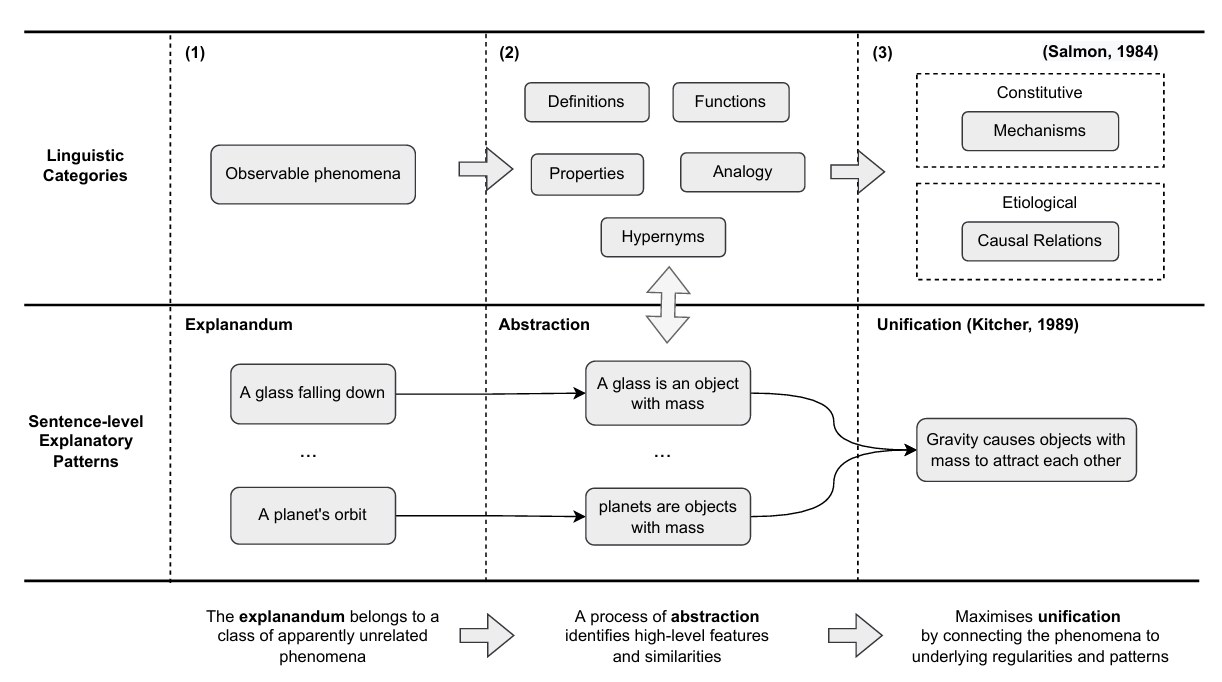 (1)
(2)
(3)
(Salmon, 1984)
Linguistic
Categories
Observable phenomena
Definitions
Functions
Properties
Analogy
Hypernyms
Constitutive
Mechanisms
Etiological
Causal Relations
Explanandum
Abstraction
Unification (Kitcher, 1989)
Sentence-level
Explanatory
Patterns
A glass falling down
...
A planet's orbit
A glass is an object
with mass
...
planets are objects
with mass
Gravity causes objects with
mass to attract each other
The explanandum belongs to a
class of apparently unrelated
phenomena
A process of abstraction
identifies high-level features
and similarities
Maximises unification
by connecting the phenomena to
underlying regularities and patterns